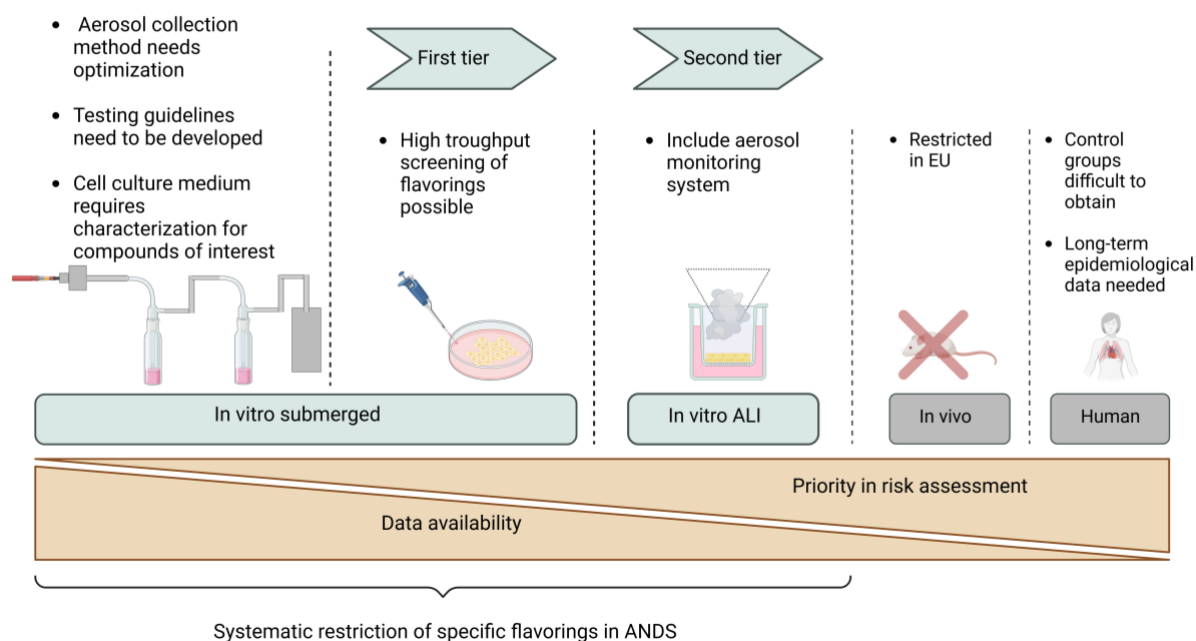 Aerosol collection
method needs
optimization
Testing guidelines
need to be developed
Cell culture medium
requires
characterization for
compounds of interest
First tier
High troughput
screening of
flavorings
possible
Second tier
Include aerosol
monitoring
system
Restricted
in EU
Control
groups
difficult to
obtain
Long-term
epidemiological
data needed
In vitro submerged
In vitro ALI
In vivo
Human
Priority in risk assessment
Data availability
Systematic restriction of specific flavorings in ANDS